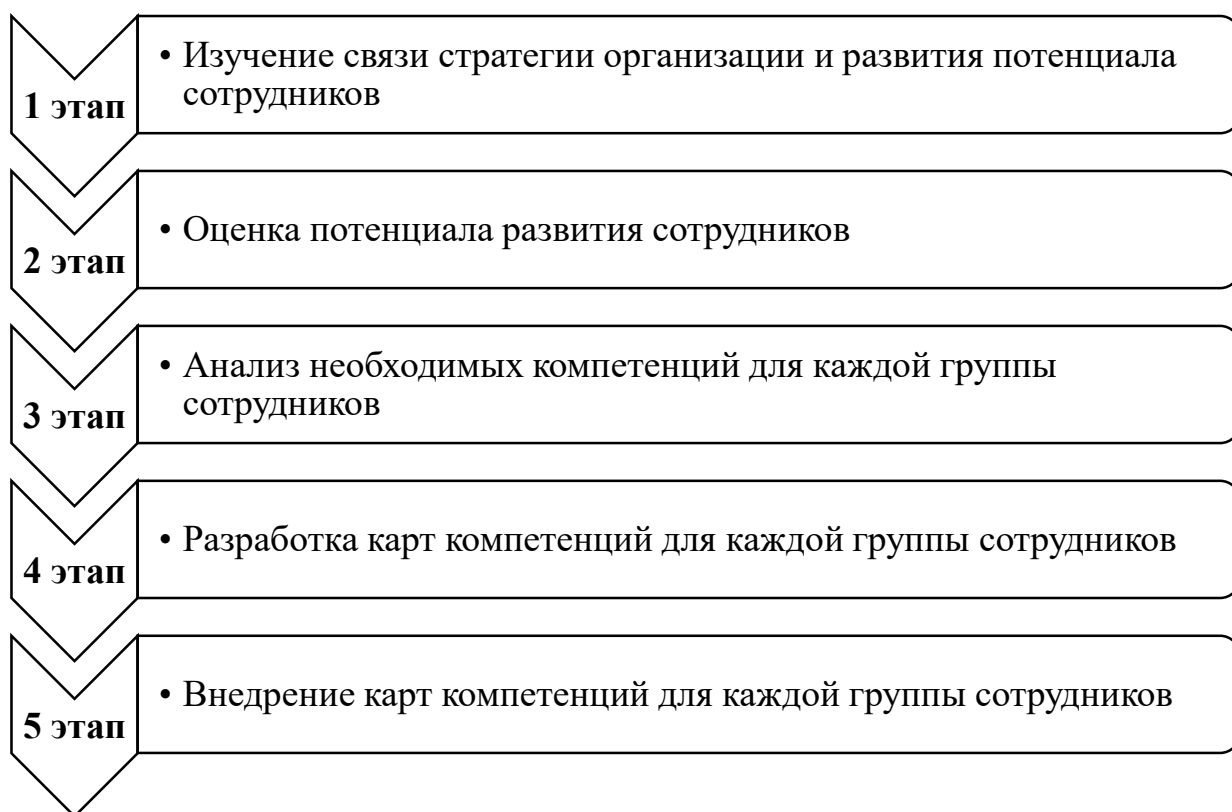 1 этап
• Изучение связи стратегии организации и развития потенциала
сотрудников
2 этап
• Оценка потенциала развития сотрудников
3 этап
• Анализ необходимых компетенций для каждой группы
сотрудников
4 этап
• Разработка карт компетенций для каждой группы сотрудников
5 этап
• Внедрение карт компетенций для каждой группы сотрудников